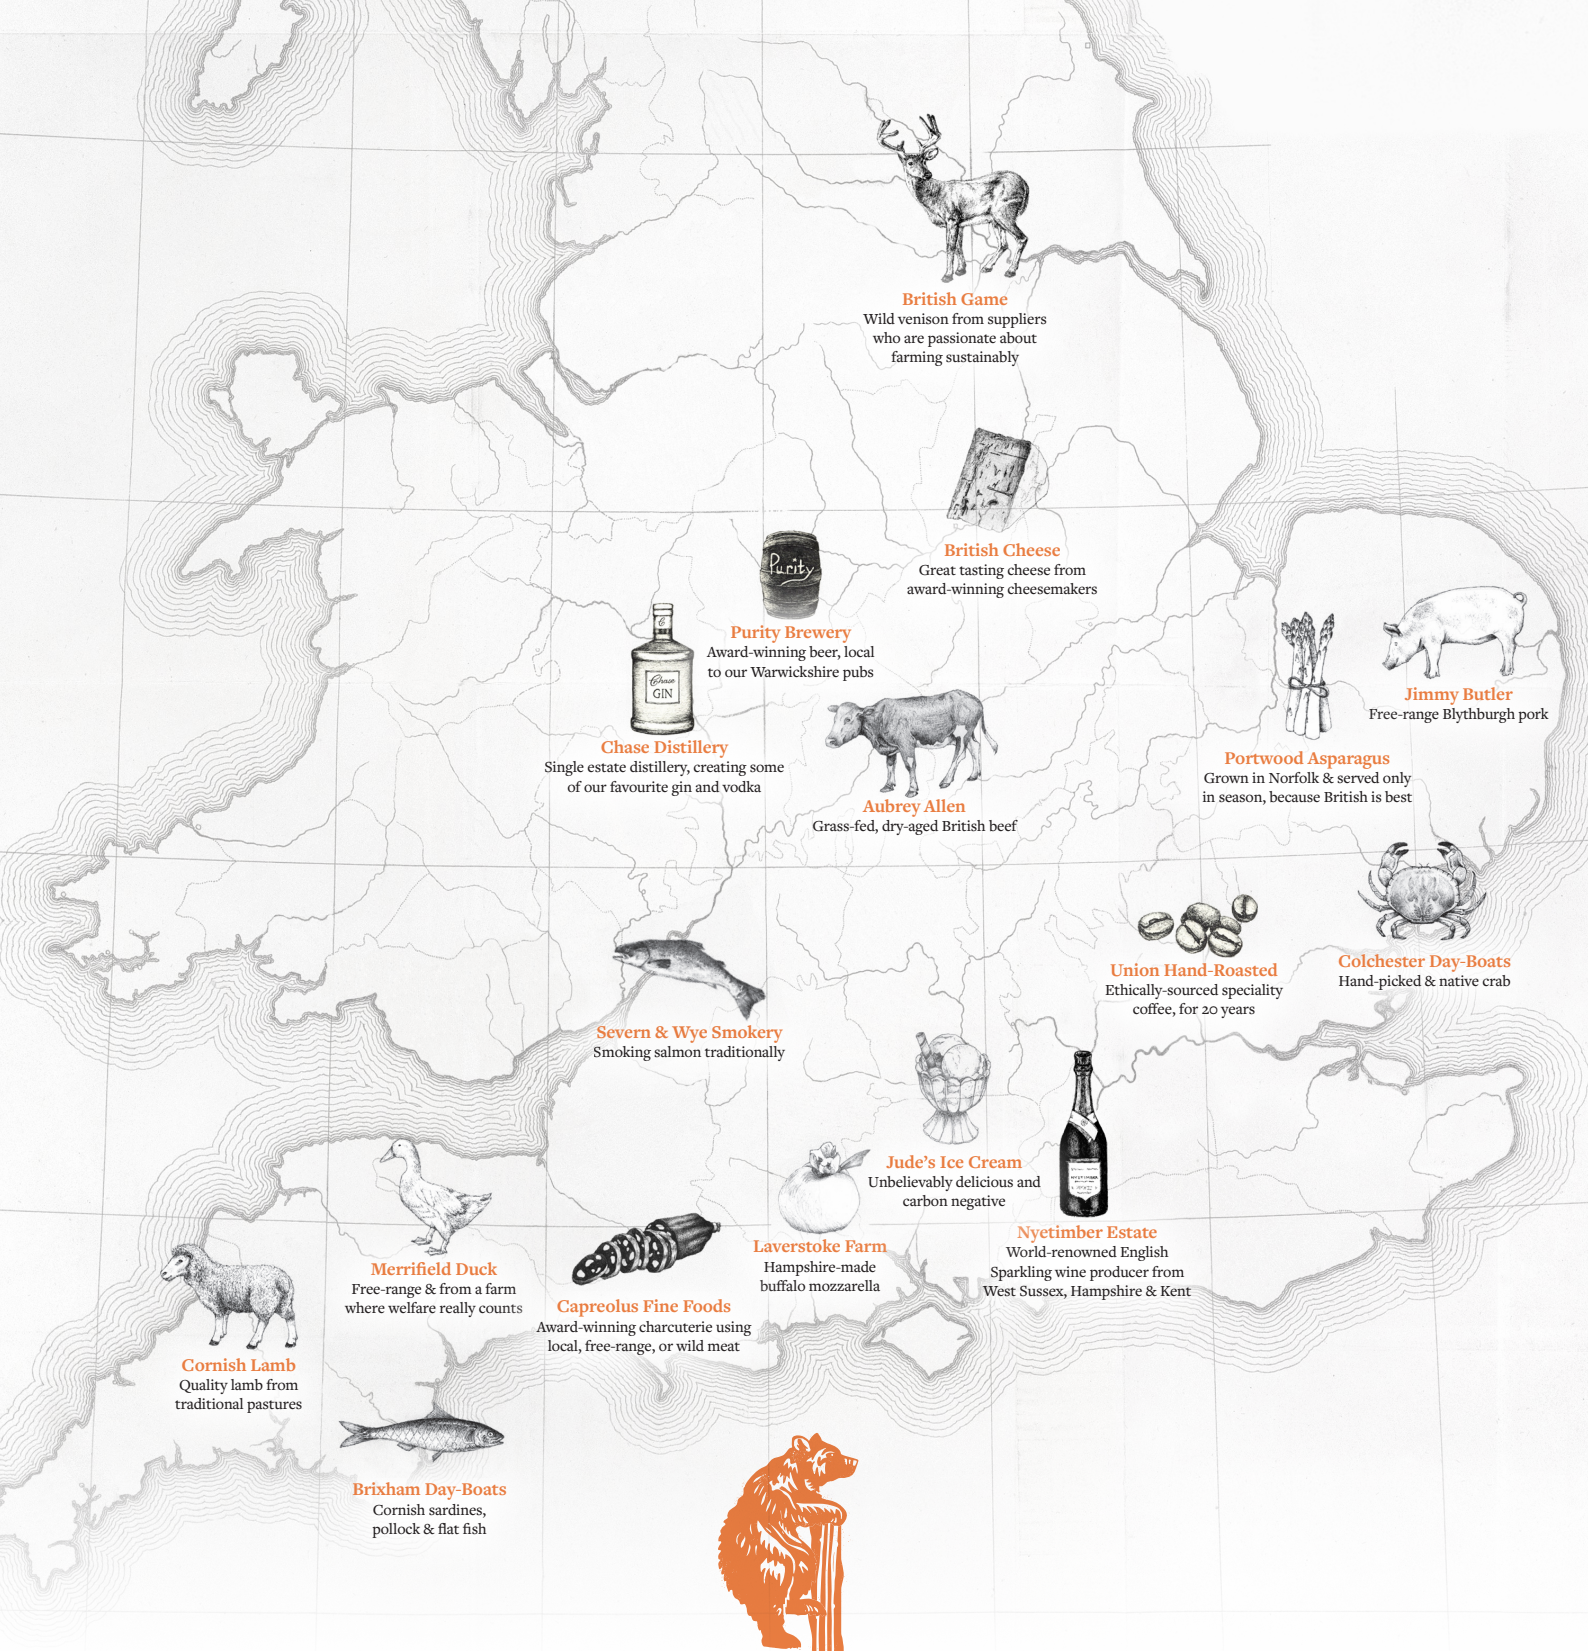 British Game
Wild venison from suppliers
who are passionate about
farming sustainably
British Cheese
Great tasting cheese from
award-winning cheesemakers
Purity
Purity Brewery
Award-winning beer, local
to our Warwickshire pubs
Chase
GIN
Chase Distillery
Single estate distillery, creating some
of our favourite gin and vodka
Aubrey Allen
Grass-fed, dry-aged British beef
Jimmy Butler
Free-range Blythburgh pork
Portwood Asparagus
Grown in Norfolk & served only
in season, because British is best
Colchester Day-Boats
Hand-picked & native crab
Union Hand-Roasted
Ethically-sourced speciality
coffee, for 20 years
Severn & Wye Smokery
Smoking salmon traditionally
Jude's Ice Cream
Unbelievably delicious and
carbon negative
NYETIMBER
Nyetimber Estate
World-renowned English
Sparkling wine producer from
West Sussex, Hampshire & Kent
Laverstoke Farm
Hampshire-made
buffalo mozzarella
Merrifield Duck
Free-range & from a farm
where welfare really counts
Capreolus Fine Foods
Award-winning charcuterie using
local, free-range, or wild meat
Cornish Lamb
Quality lamb from
traditional pastures
Brixham Day-Boats
Cornish sardines,
pollock & flat fish